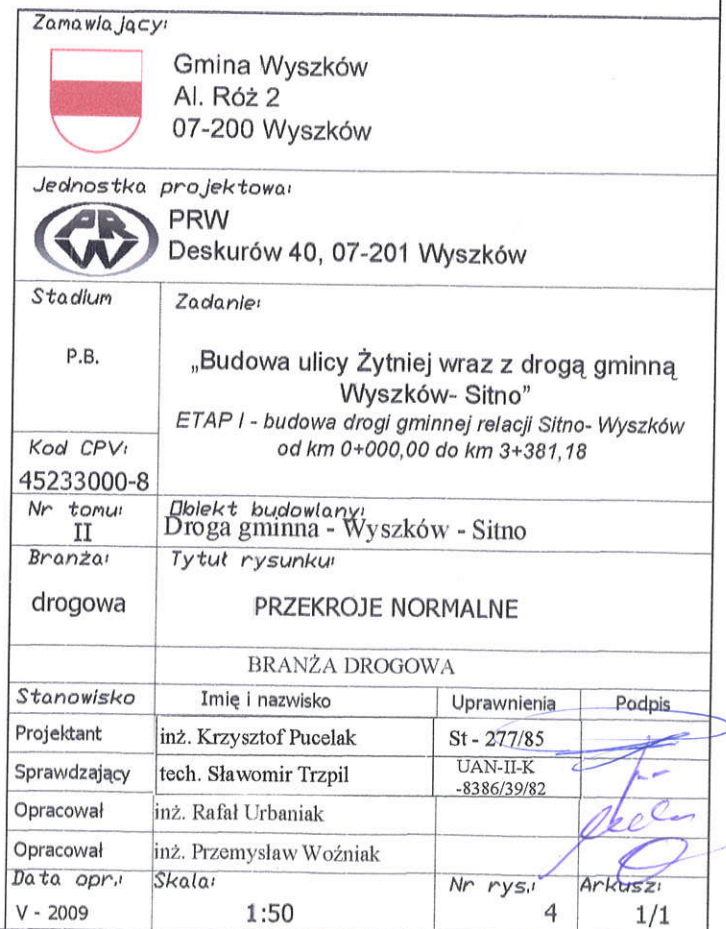 Zamawiający:
Gmina Wyszków
Al. Róż 2
07-200 Wyszków
Jednostka projektowa:
PRW
PRW
Deskurów 40, 07-201 Wyszków
Stadium
Zadanie:
P.B.
„Budowa ulicy Żytniej wraz z drogą gminną
Wyszków- Sitno”
ETAP I - budowa drogi gminnej relacji Sitno- Wyszków
od km 0+000,00 do km 3+381,18
Kod CPV:
45233000-8
Nr tomu:
II
Obiekt budowlany:
Droga gminna - Wyszków - Sitno
Branża:
drogowa
Tytuł rysunku:
PRZEKROJE NORMALNE
BRANŻA DROGOWA
Stanowisko Imię i nazwisko Uprawnienia Podpis
Projektant inż. Krzysztof Pucelak St - 277/85
Sprawdzający tech. Sławomir Trzpil UAN-II-K
-8386/39/82
Opracował inż. Rafał Urbaniak
Opracował inż. Przemysław Woźniak
Data opr.: Skala: Nr rys.: Arkusz:
V - 2009 1:50 4 1/1